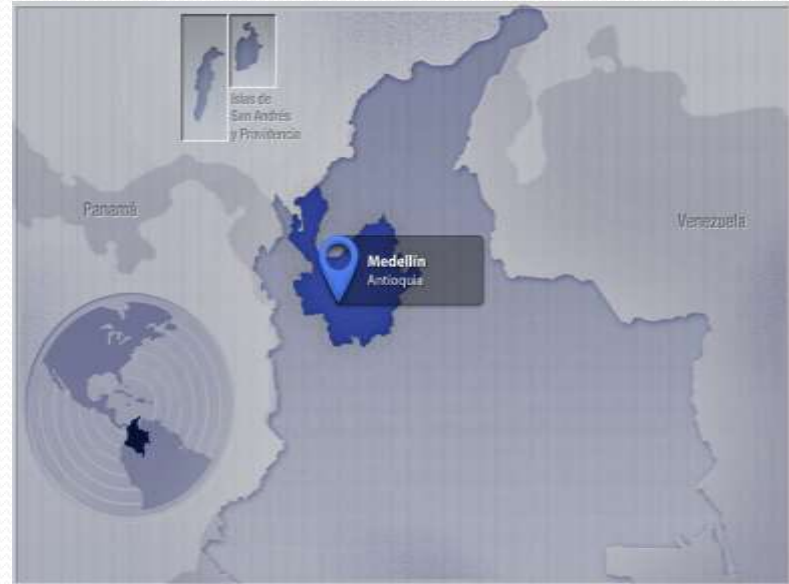 Islas de
San Andrés
y Providencia
Panamá
Venezuela
Medellín
Antioquia